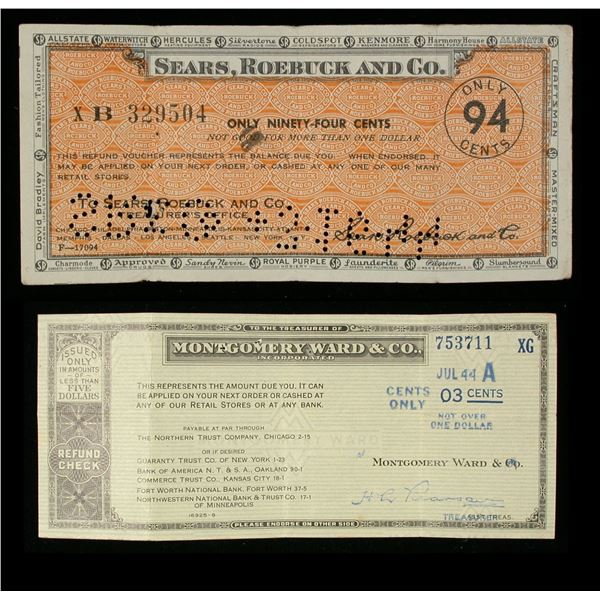 ALLSTATE WATERWITCH HERCULES Silvertone COLDSPOT KENMORE Harmony House ALLSTATE
Fashion Tailored
David Bradley
CRAFTSMAN
MASTER-MIXED
SEARS, ROEBUCK AND CO.
X B 329504
ONLY NINETY-FOUR CENTS
NOT GOOD FOR MORE THAN ONE DOLLAR
ONLY
94
CENTS
THIS REFUND VOUCHER REPRESENTS THE BALANCE DUE YOU WHEN ENDORSED. IT
MAY BE APPLIED ON YOUR NEXT ORDER, OR CASHED AT ANY ONE OF OUR MANY
RETAIL STORES.
TO SEARS, ROEBUCK AND CO.
TREASURER'S OFFICE
Sears, Roebuck and Co.
F—17094
Charmode Approved Sandy Nevin ROYAL PURPLE Launderite Pilgrim Slumbersound
TO THE TREASURER OF
MONTGOMERY WARD & CO.,
INCORPORATED
753711 XG
ISSUED
ONLY
IN AMOUNTS
OF
LESS THAN
FIVE
DOLLARS
REFUND
CHECK
JUL 44 A
CENTS
ONLY
03 CENTS
NOT OVER
ONE DOLLAR
THIS REPRESENTS THE AMOUNT DUE YOU. IT CAN
BE APPLIED ON YOUR NEXT ORDER OR CASHED AT
ANY OF OUR RETAIL STORES OR AT ANY BANK.
PAYABLE AT PAR THROUGH
THE NORTHERN TRUST COMPANY, CHICAGO 2-15
OR IF DESIRED
GUARANTY TRUST CO. OF NEW YORK 1-23
BANK OF AMERICA N. T. & S. A., OAKLAND 90-1
COMMERCE TRUST CO., KANSAS CITY 18-1
FORT WORTH NATIONAL BANK, FORT WORTH 37-5
NORTHWESTERN NATIONAL BANK & TRUST CO. 17-1
OF MINNEAPOLIS
16925-8
MONTGOMERY WARD & CO.
TREASURER
PLEASE ENDORSE ON OTHER SIDE